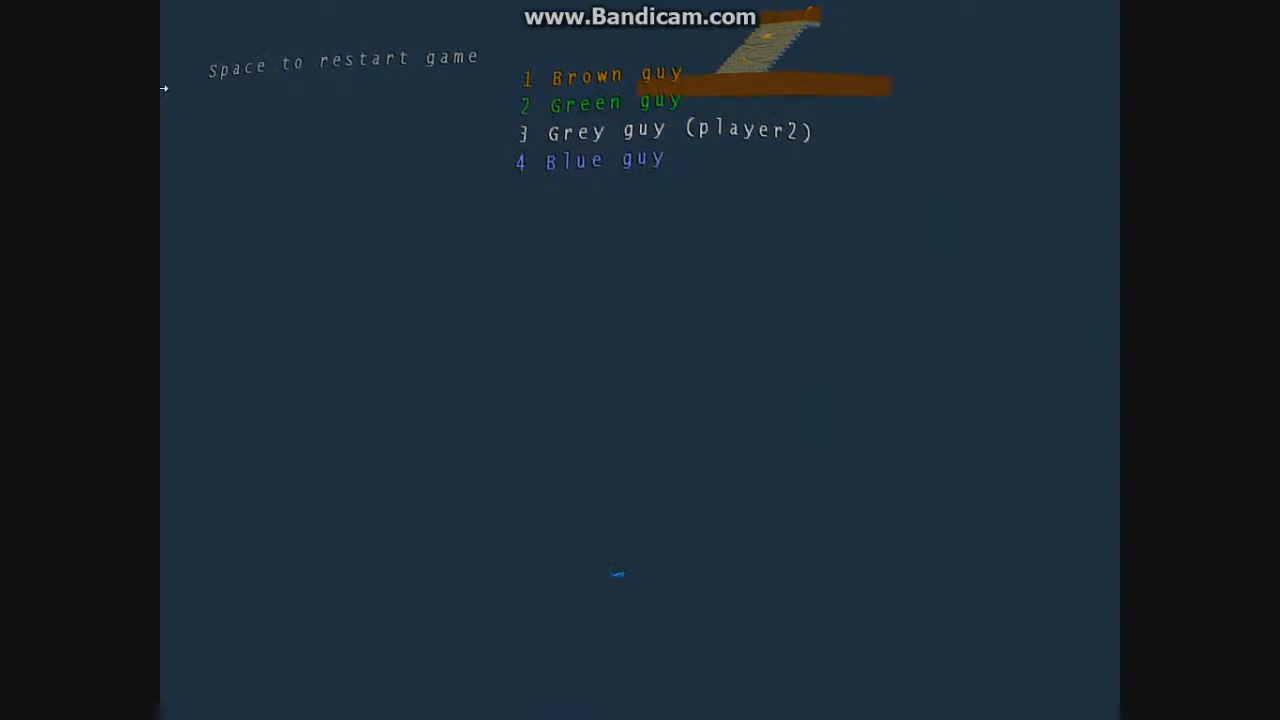 www.Bandicam.com
Space to restart game
1 Brown guy
2 Green guy
3 Grey guy (player2)
4 Blue guy